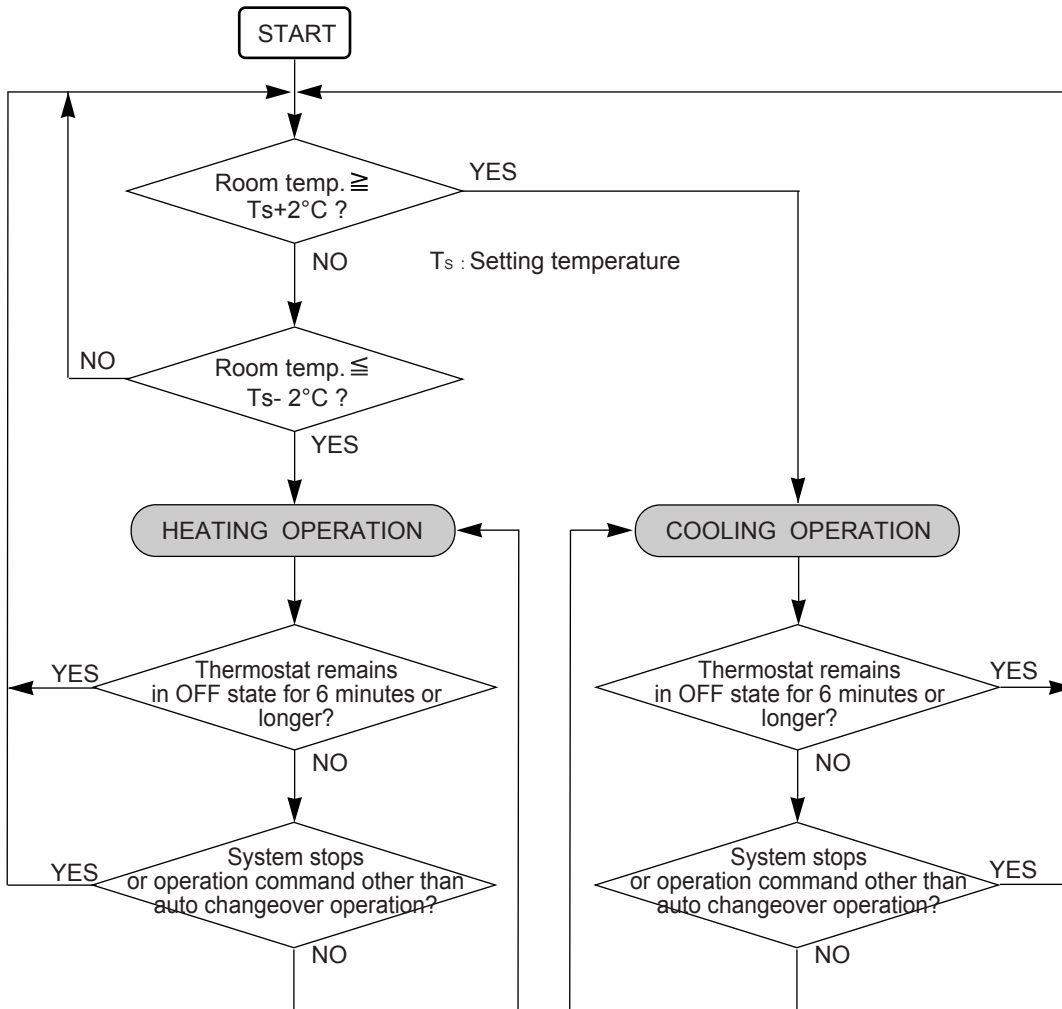 START
Room temp. ≧
Ts+2°C ?
YES
NO
Ts : Setting temperature
Room temp. ≦
Ts- 2°C ?
NO
YES
HEATING OPERATION
COOLING OPERATION
Thermostat remains
in OFF state for 6 minutes or
longer?
YES
NO
Thermostat remains
in OFF state for 6 minutes or
longer?
YES
NO
System stops
or operation command other than
auto changeover operation?
YES
NO
System stops
or operation command other than
auto changeover operation?
YES
NO